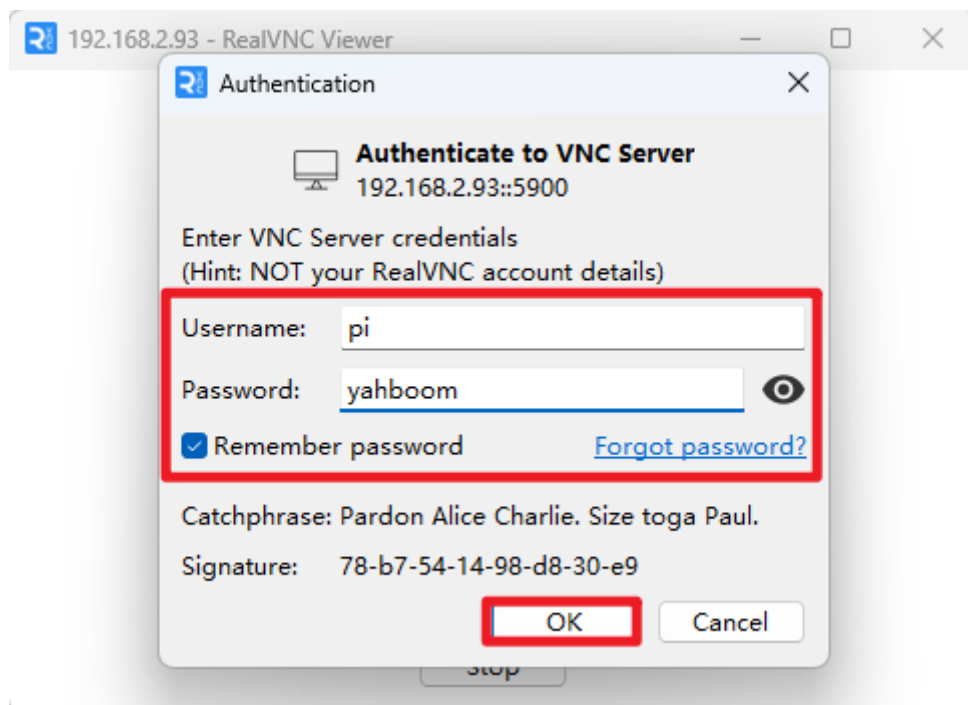 192.168.2.93 - RealVNC Viewer
Authentication
Authenticate to VNC Server
192.168.2.93::5900
Enter VNC Server credentials
(Hint: NOT your RealVNC account details)
Username: pi
Password: yahboom
Remember password Forgot password?
Catchphrase: Pardon Alice Charlie. Size toga Paul.
Signature: 78-b7-54-14-98-d8-30-e9
OK Cancel
Stop